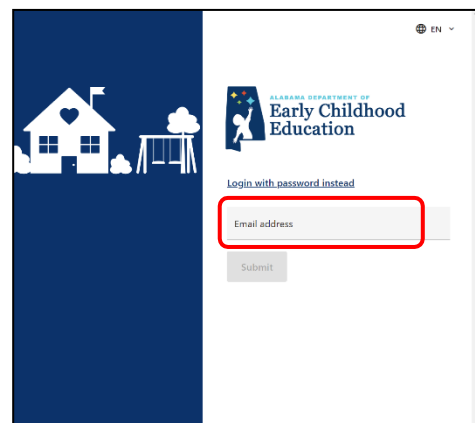 EN
ALABAMA DEPARTMENT OF
Early Childhood
Education
Login with password instead
Email address
Submit